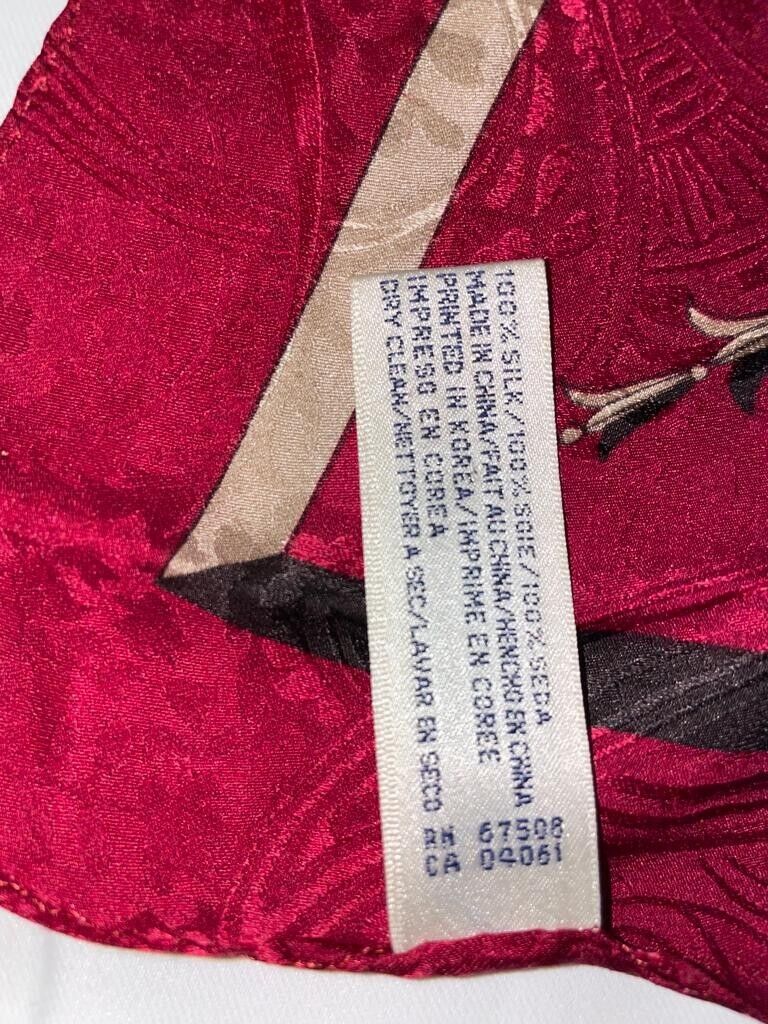 100% SILK/100% SOIE/100% SEDA
MADE IN CHINA/FAIT AU CHINA/HENCHO EN CHINA
PRINTED IN KOREA/IMPRIME EN COREE
IMPRESO EN COREA
DRY CLEAN/NETTOYER A SEC/LAVAR EN SECO
RN 67508
CA 04061